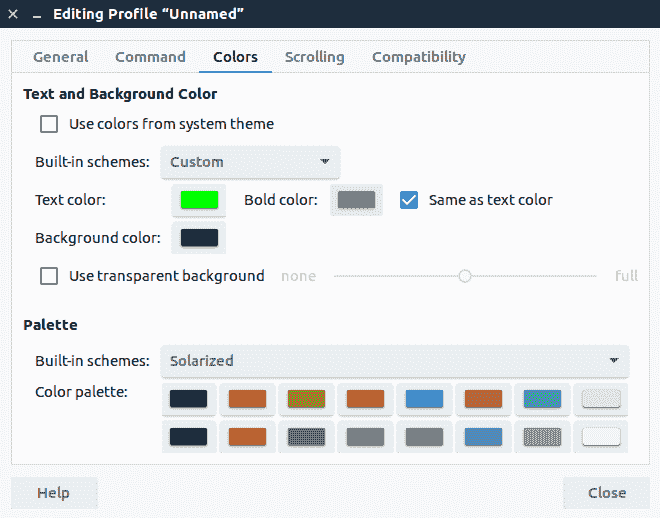 Editing Profile “Unnamed”
General Command Colors Scrolling Compatibility
Text and Background Color
Use colors from system theme
Built-in schemes: Custom
Text color: Bold color: Same as text color
Background color:
Use transparent background none full
Palette
Built-in schemes: Solarized
Color palette:
Help Close